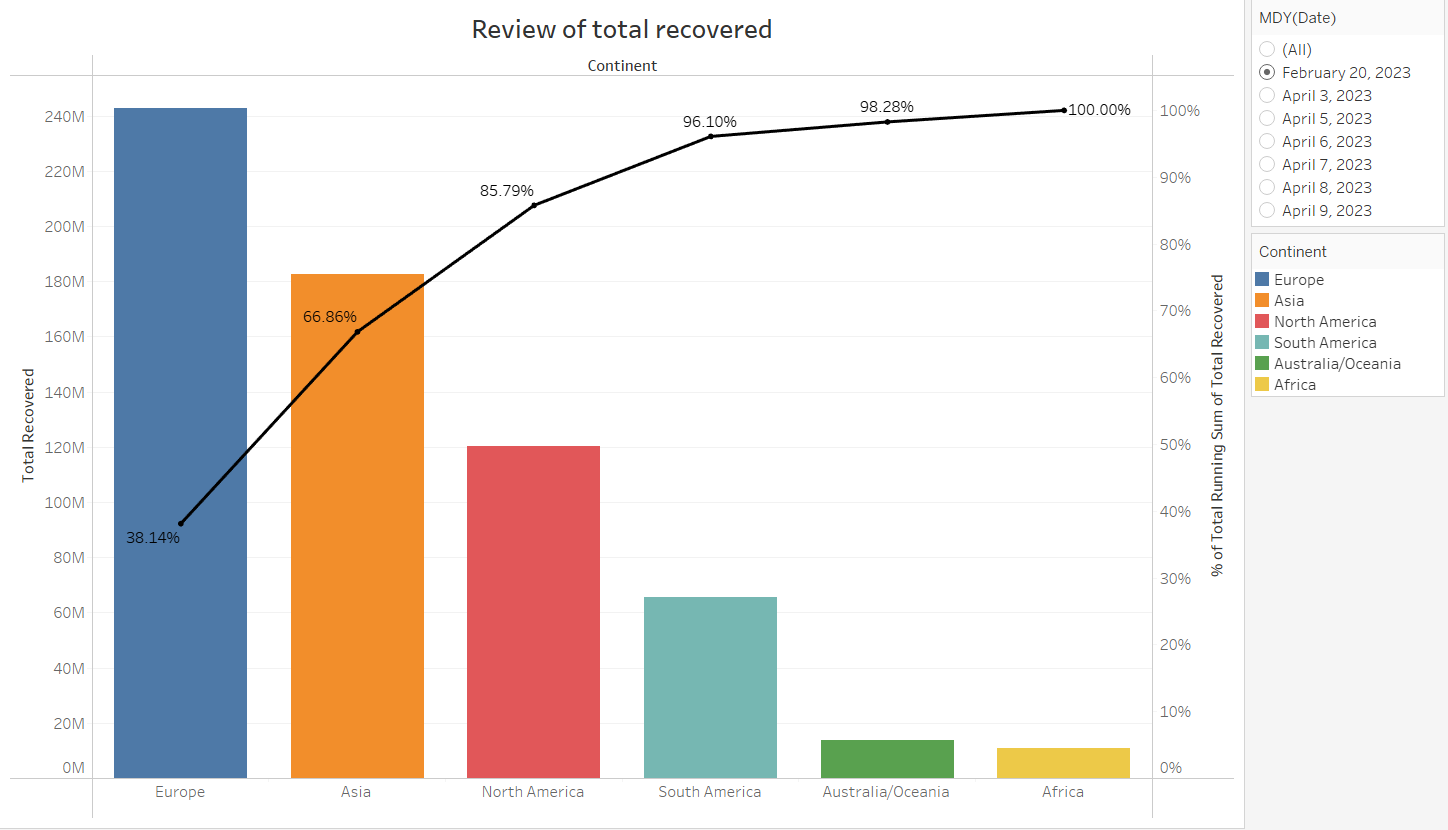 Review of total recovered
Continent
240M
220M
200M
180M
160M
140M
120M
100M
80M
60M
40M
20M
0M
Total Recovered
38.14%
66.86%
85.79%
96.10%
98.28%
100.00%
100%
90%
80%
70%
60%
50%
40%
30%
20%
10%
0%
% of Total Running Sum of Total Recovered
Europe
Asia
North America
South America
Australia/Oceania
Africa
MDY(Date)
(All)
February 20, 2023
April 3, 2023
April 5, 2023
April 6, 2023
April 7, 2023
April 8, 2023
April 9, 2023
Continent
Europe
Asia
North America
South America
Australia/Oceania
Africa